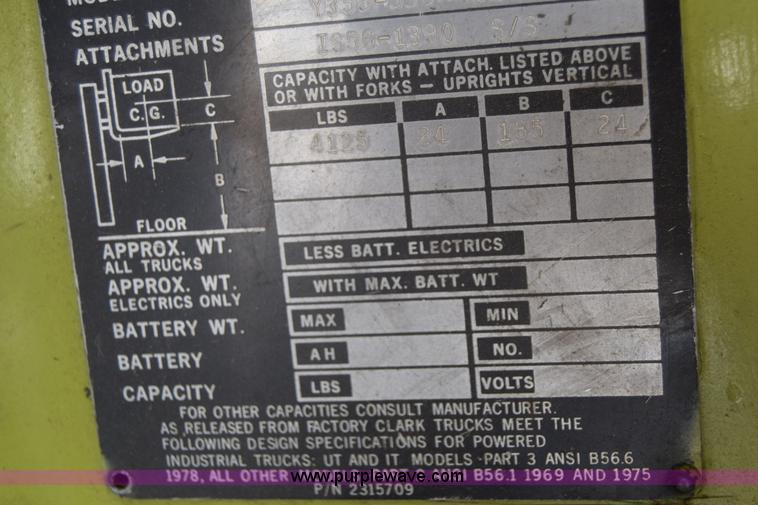 SERIAL NO.
ATTACHMENTS IS50-1390 S/S
CAPACITY WITH ATTACH. LISTED ABOVE
OR WITH FORKS - UPRIGHTS VERTICAL
LOAD
C.G.
C
A
B
FLOOR
LBS A B C
4125 24 24
APPROX. WT. LESS BATT. ELECTRICS
ALL TRUCKS
APPROX. WT. WITH MAX. BATT. WT
ELECTRICS ONLY
BATTERY WT. MAX MIN
BATTERY AH NO.
CAPACITY LBS VOLTS
FOR OTHER CAPACITIES CONSULT MANUFACTURER.
AS RELEASED FROM FACTORY CLARK TRUCKS MEET THE
FOLLOWING DESIGN SPECIFICATIONS FOR POWERED
INDUSTRIAL TRUCKS: UT AND IT MODELS - PART 3 ANSI B56.6
1978, ALL OTHER B56.1 1969 AND 1975
www.purplewave.com
P/N 2315709